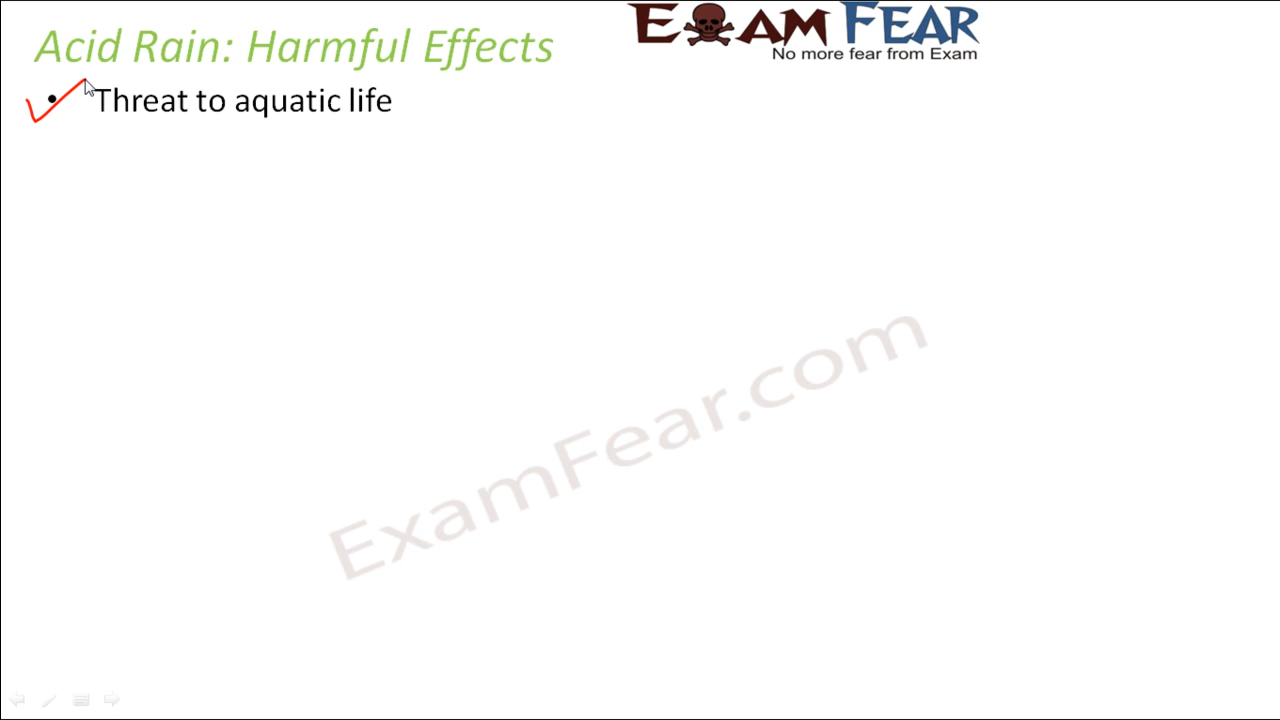 Acid Rain: Harmful Effects
EXAM FEAR
No more fear from Exam
• Threat to aquatic life
ExamFear.com